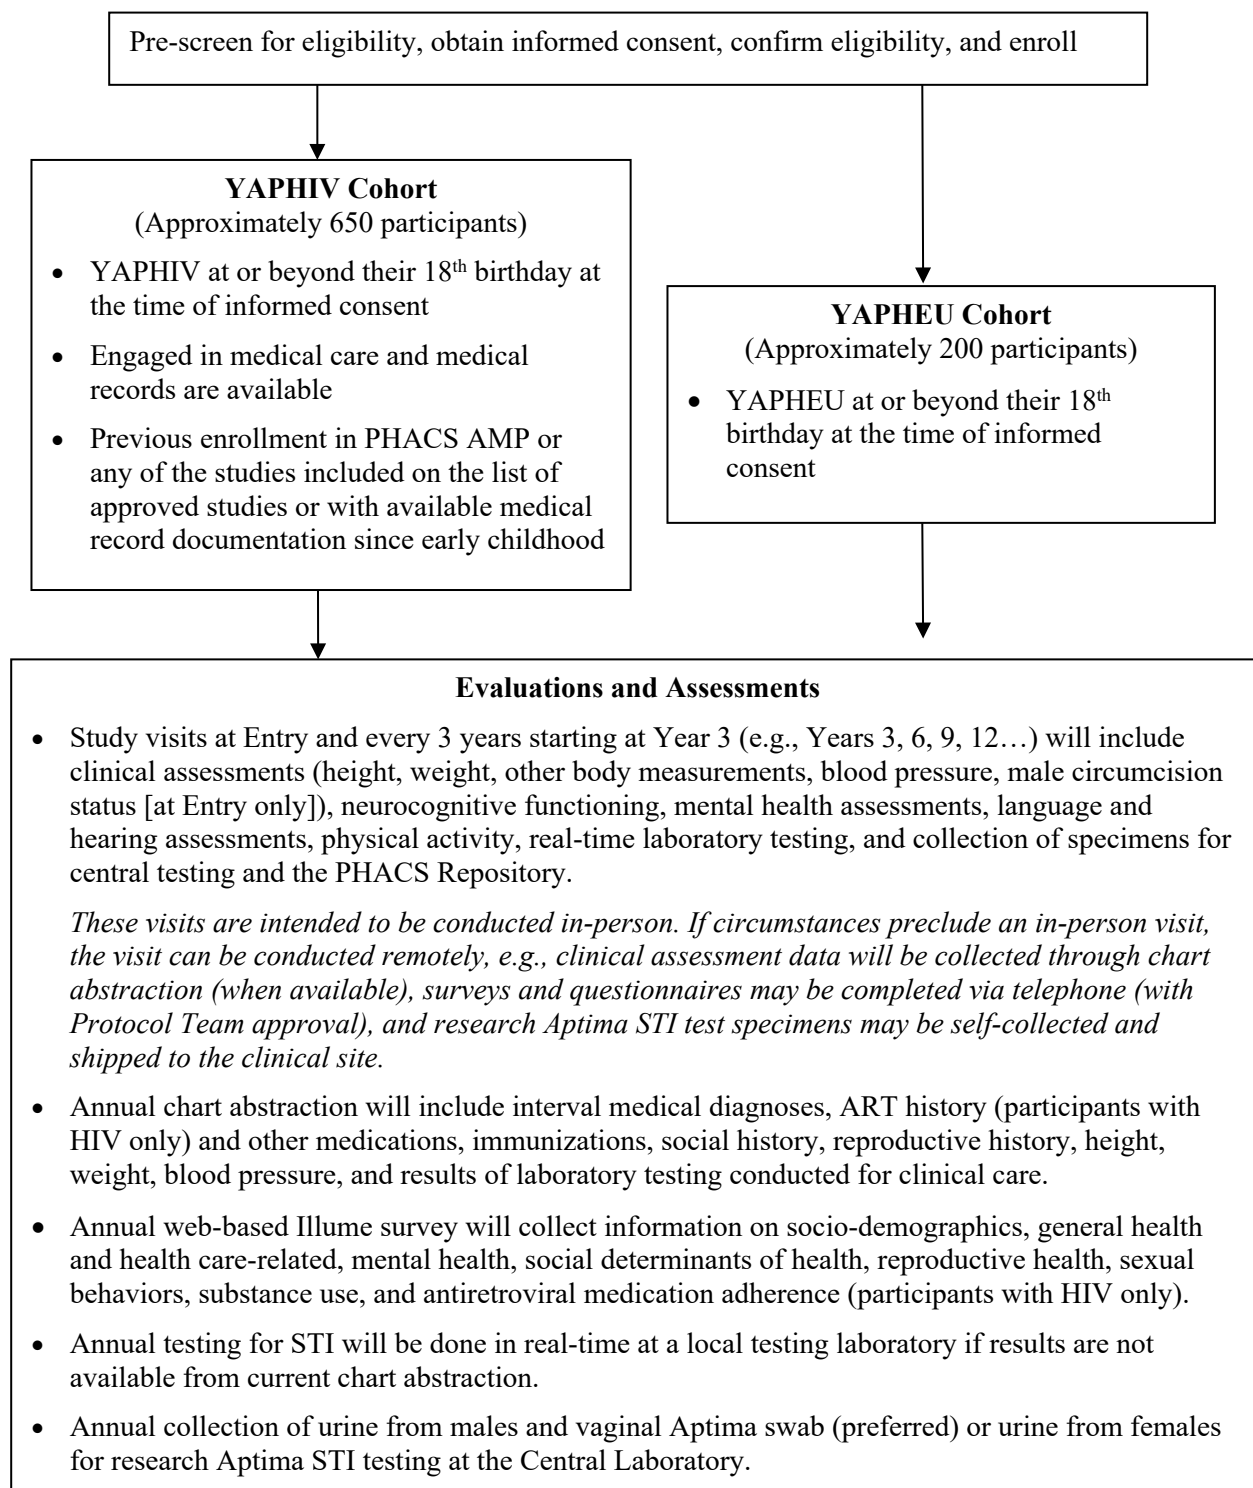 Pre-screen for eligibility, obtain informed consent, confirm eligibility, and enroll
YAPHIV Cohort
(Approximately 650 participants)
• YAPHIV at or beyond their 18th birthday at
the time of informed consent
• Engaged in medical care and medical
records are available
• Previous enrollment in PHACS AMP or
any of the studies included on the list of
approved studies or with available medical
record documentation since early childhood
YAPHEU Cohort
(Approximately 200 participants)
• YAPHEU at or beyond their 18th
birthday at the time of informed
consent
Evaluations and Assessments
• Study visits at Entry and every 3 years starting at Year 3 (e.g., Years 3, 6, 9, 12…) will include
clinical assessments (height, weight, other body measurements, blood pressure, male circumcision
status [at Entry only]), neurocognitive functioning, mental health assessments, language and
hearing assessments, physical activity, real-time laboratory testing, and collection of specimens for
central testing and the PHACS Repository.
These visits are intended to be conducted in-person. If circumstances preclude an in-person visit,
the visit can be conducted remotely, e.g., clinical assessment data will be collected through chart
abstraction (when available), surveys and questionnaires may be completed via telephone (with
Protocol Team approval), and research Aptima STI test specimens may be self-collected and
shipped to the clinical site.
• Annual chart abstraction will include interval medical diagnoses, ART history (participants with
HIV only) and other medications, immunizations, social history, reproductive history, height,
weight, blood pressure, and results of laboratory testing conducted for clinical care.
• Annual web-based Illume survey will collect information on socio-demographics, general health
and health care-related, mental health, social determinants of health, reproductive health, sexual
behaviors, substance use, and antiretroviral medication adherence (participants with HIV only).
• Annual testing for STI will be done in real-time at a local testing laboratory if results are not
available from current chart abstraction.
• Annual collection of urine from males and vaginal Aptima swab (preferred) or urine from females
for research Aptima STI testing at the Central Laboratory.